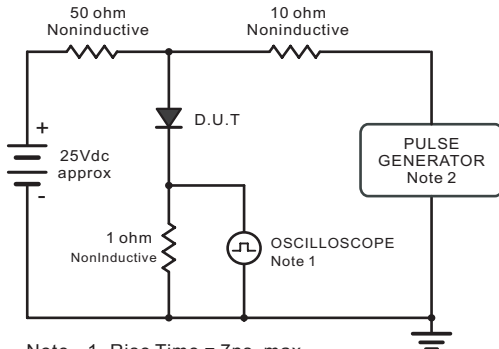 50 ohm
Noninductive
10 ohm
Noninductive
D.U.T
+
25Vdc
approx
-
PULSE
GENERATOR
Note 2
1 ohm
NonInductive
OSCILLOSCOPE
Note 1